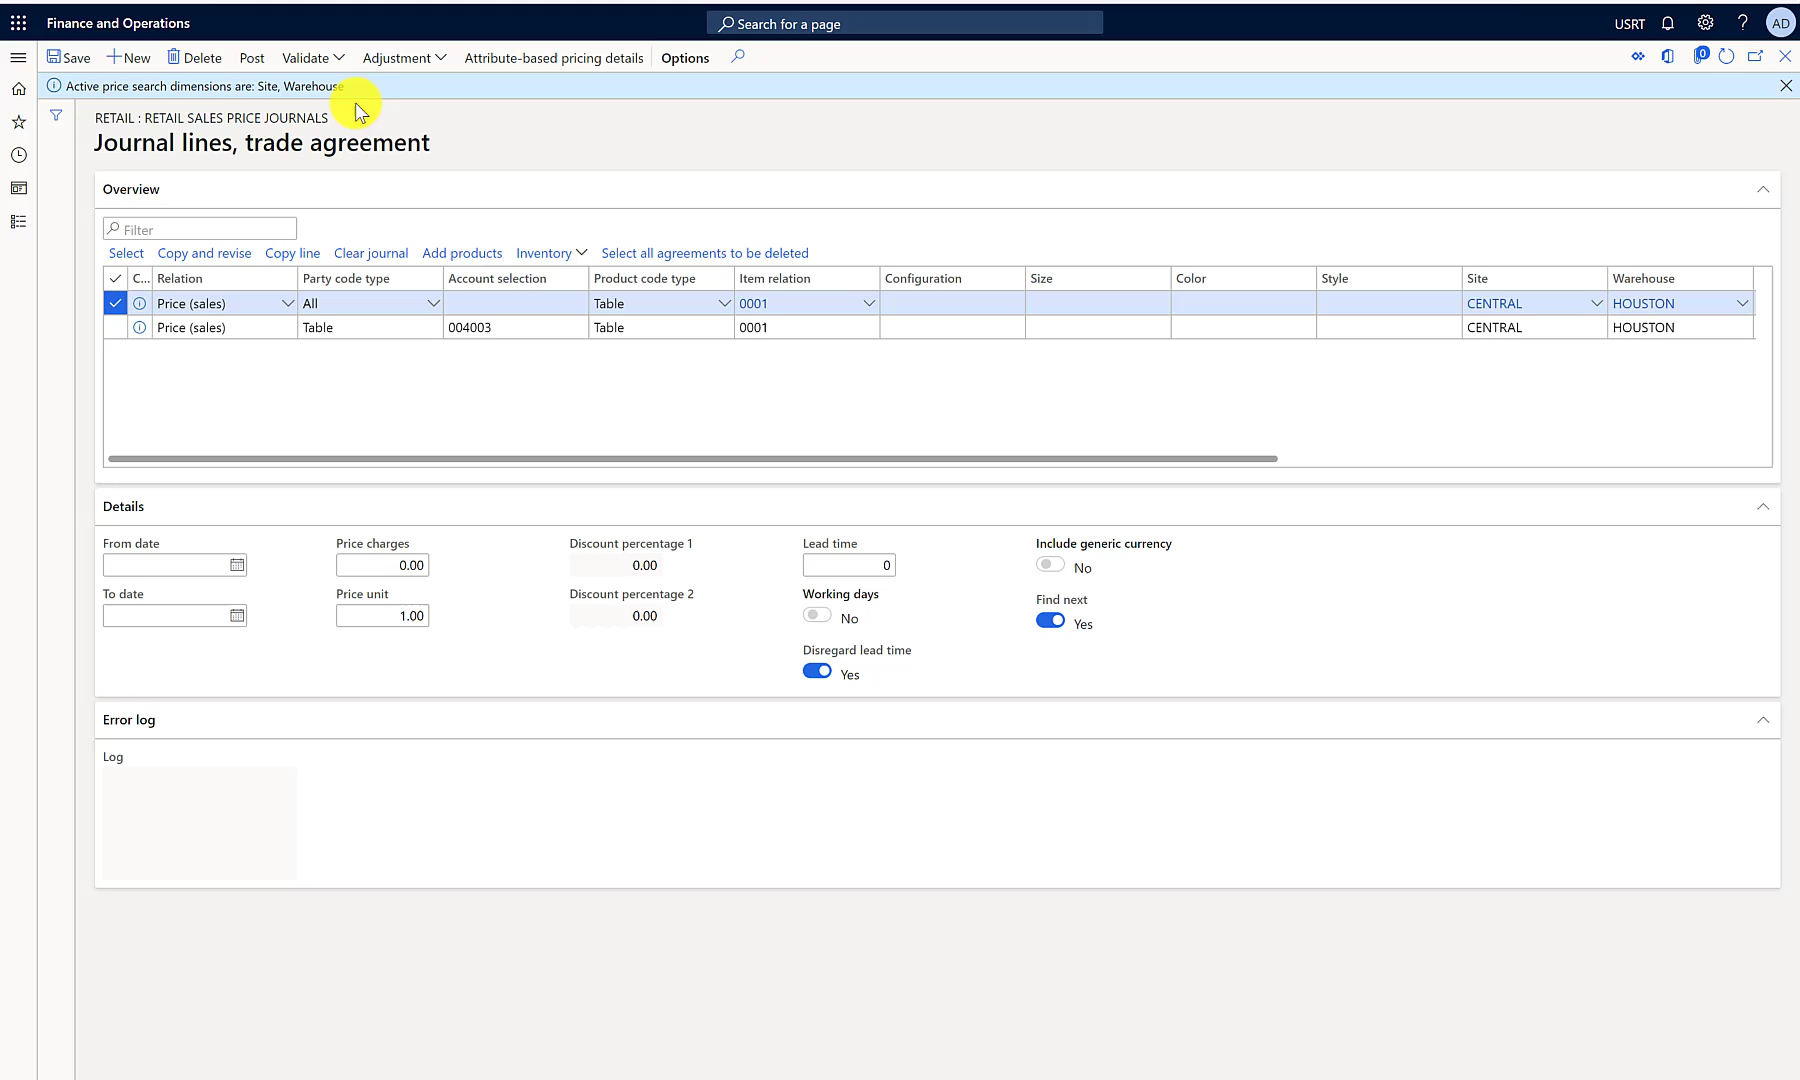 Finance and Operations
Search for a page
USRT
?
AD
Save
New
Delete
Post
Validate
Adjustment
Attribute-based pricing details
Options
0
Active price search dimensions are: Site, Warehouse
RETAIL : RETAIL SALES PRICE JOURNALS
Journal lines, trade agreement
Overview
Filter
Select
Copy and revise
Copy line
Clear journal
Add products
Inventory
Select all agreements to be deleted
C... Relation Party code type Account selection Product code type Item relation Configuration Size Color Style Site Warehouse
Price (sales) All Table 0001 CENTRAL HOUSTON
Price (sales) Table 004003 Table 0001 CENTRAL HOUSTON
Details
From date
To date
Price charges
0.00
Price unit
1.00
Discount percentage 1
0.00
Discount percentage 2
0.00
Lead time
0
Working days
No
Disregard lead time
Yes
Include generic currency
No
Find next
Yes
Error log
Log